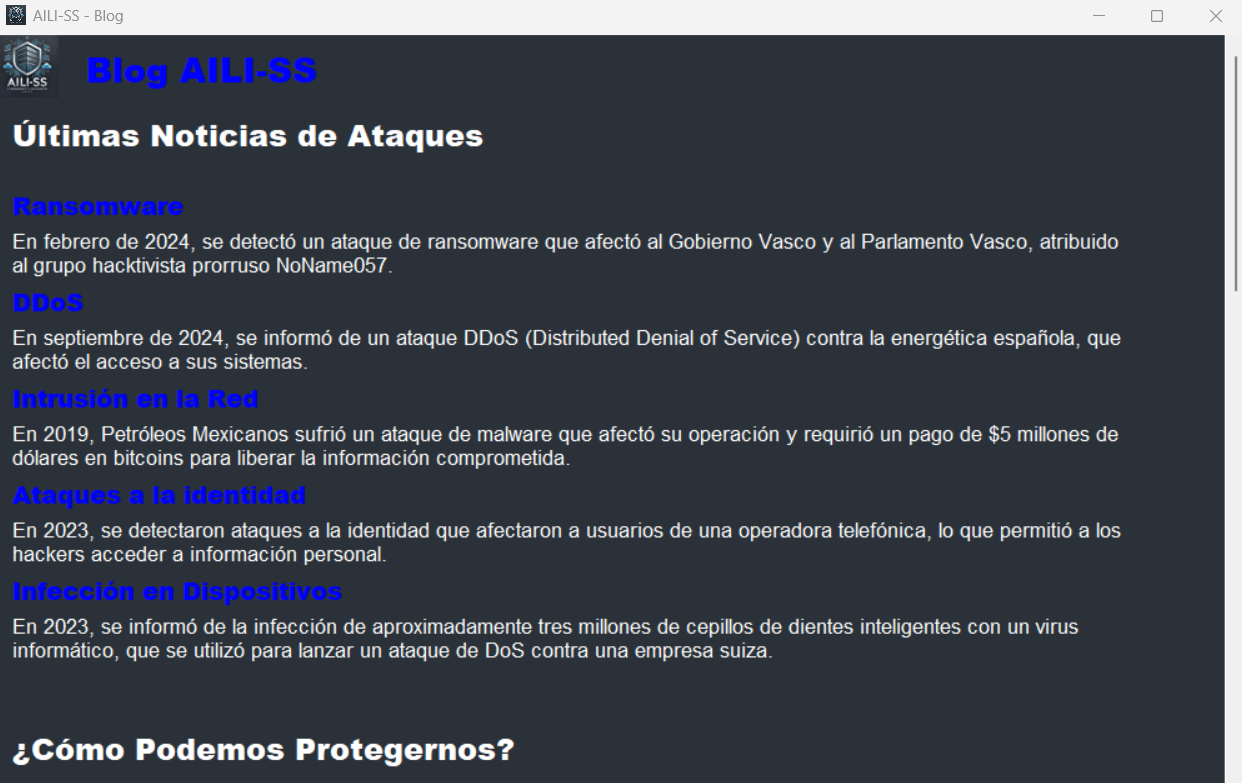 AILI-SS - Blog
AILI-SS
Blog AILI-SS
Últimas Noticias de Ataques
Ransomware
En febrero de 2024, se detectó un ataque de ransomware que afectó al Gobierno Vasco y al Parlamento Vasco, atribuido
al grupo hacktivista prorruso NoName057.
DDoS
En septiembre de 2024, se informó de un ataque DDoS (Distributed Denial of Service) contra la energética española, que
afectó el acceso a sus sistemas.
Intrusión en la Red
En 2019, Petróleos Mexicanos sufrió un ataque de malware que afectó su operación y requirió un pago de $5 millones de
dólares en bitcoins para liberar la información comprometida.
Ataques a la identidad
En 2023, se detectaron ataques a la identidad que afectaron a usuarios de una operadora telefónica, lo que permitió a los
hackers acceder a información personal.
Infección en Dispositivos
En 2023, se informó de la infección de aproximadamente tres millones de cepillos de dientes inteligentes con un virus
informático, que se utilizó para lanzar un ataque de DoS contra una empresa suiza.
¿Cómo Podemos Protegernos?